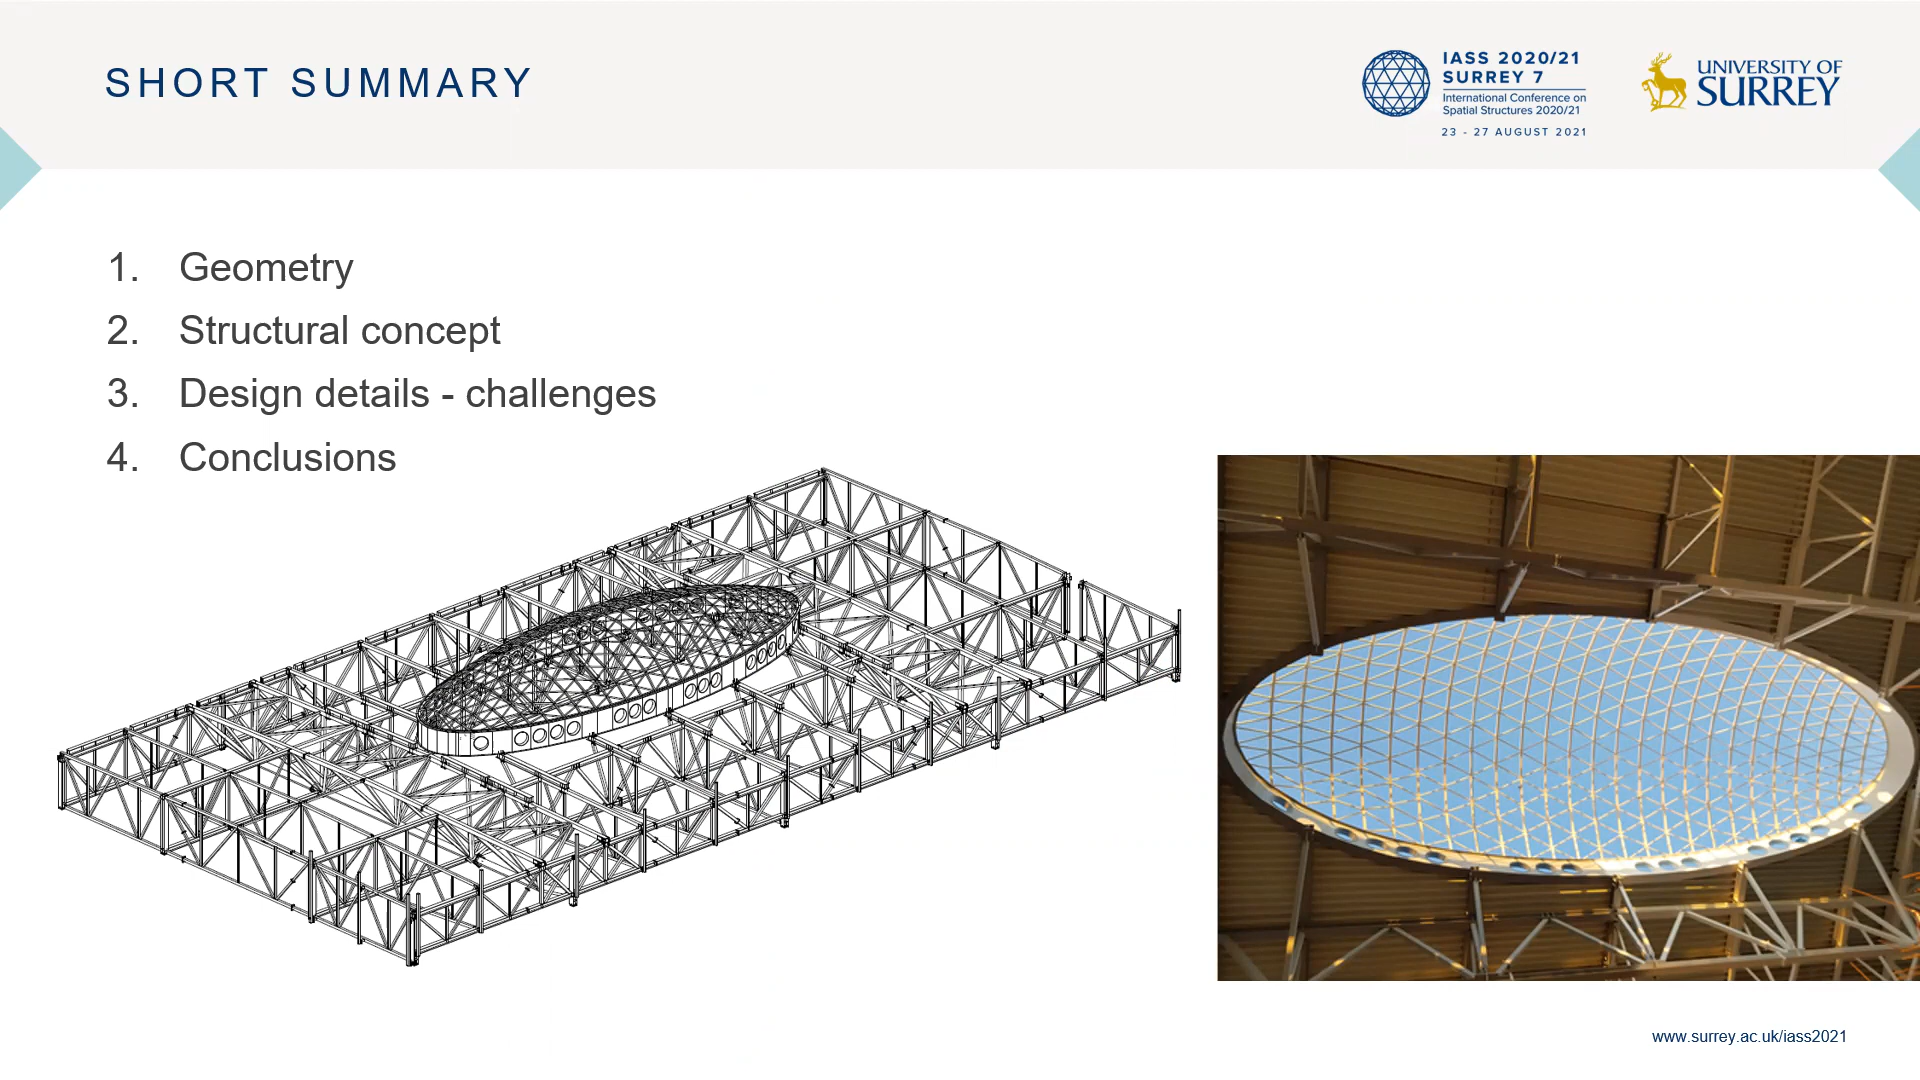 SHORT SUMMARY
IASS 2020/21
SURREY 7
International Conference on
Spatial Structures 2020/21
23 - 27 AUGUST 2021
UNIVERSITY OF
SURREY
1. Geometry
2. Structural concept
3. Design details - challenges
4. Conclusions
www.surrey.ac.uk/iass2021